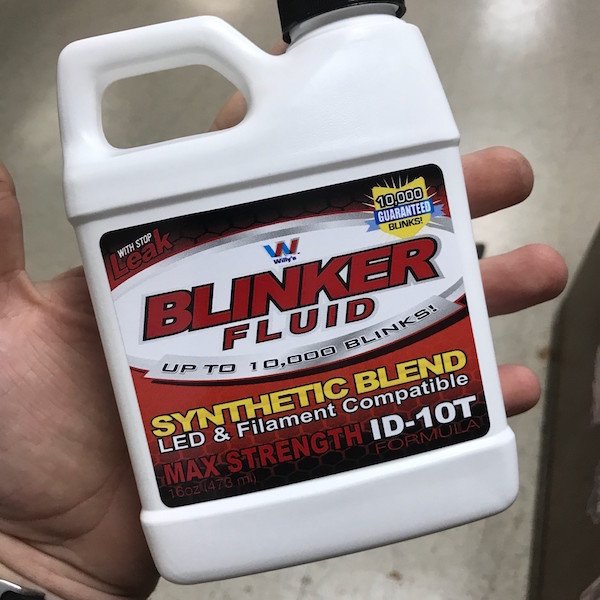 10,000
GUARANTEED
BLINKS!
WITH STOP
Leak
W
Willy's
BLINKER
FLUID
UP TO 10,000 BLINKS!
SYNTHETIC BLEND
LED & Filament Compatible
MAX STRENGTH ID-10T
FORMULA
16oz (473 ml)